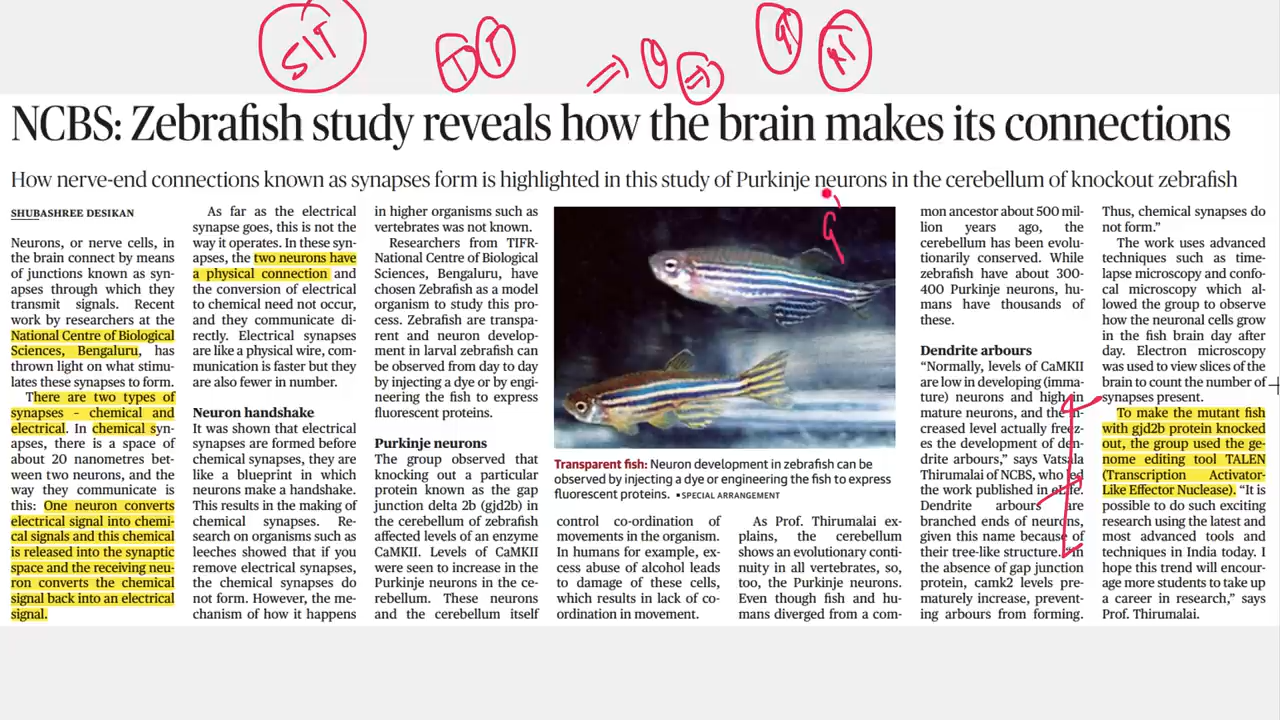 SIT
NCBS: Zebrafish study reveals how the brain makes its connections
How nerve-end connections known as synapses form is highlighted in this study of Purkinje neurons in the cerebellum of knockout zebrafish
SHUBASHREE DESIKAN
Neurons, or nerve cells, in
the brain connect by means
of junctions known as syn-
apses through which they
transmit signals. Recent
work by researchers at the
National Centre of Biological
Sciences, Bengaluru, has
thrown light on what stimu-
lates these synapses to form.
There are two types of
synapses – chemical and
electrical. In chemical syn-
apses, there is a space of
about 20 nanometres bet-
ween two neurons, and the
way they communicate is
this: One neuron converts
electrical signal into chemi-
cal signals and this chemical
is released into the synaptic
space and the receiving neu-
ron converts the chemical
signal back into an electrical
signal.
As far as the electrical
synapse goes, this is not the
way it operates. In these syn-
apses, the two neurons have
a physical connection and
the conversion of electrical
to chemical need not occur,
and they communicate di-
rectly. Electrical synapses
are like a physical wire, com-
munication is faster but they
are also fewer in number.
Neuron handshake
It was shown that electrical
synapses are formed before
chemical synapses, they are
like a blueprint in which
neurons make a handshake.
This results in the making of
chemical synapses. Re-
search on organisms such as
leeches showed that if you
remove electrical synapses,
the chemical synapses do
not form. However, the me-
chanism of how it happens
in higher organisms such as
vertebrates was not known.
Researchers from TIFR-
National Centre of Biological
Sciences, Bengaluru, have
chosen Zebrafish as a model
organism to study this pro-
cess. Zebrafish are transpa-
rent and neuron develop-
ment in larval zebrafish can
be observed from day to day
by injecting a dye or by engi-
neering the fish to express
fluorescent proteins.
Purkinje neurons
The group observed that
knocking out a particular
protein known as the gap
junction delta 2b (gjd2b) in
the cerebellum of zebrafish
affected levels of an enzyme
CaMKII. Levels of CaMKII
were seen to increase in the
Purkinje neurons in the ce-
rebellum. These neurons
and the cerebellum itself
Transparent fish: Neuron development in zebrafish can be
observed by injecting a dye or engineering the fish to express
fluorescent proteins. ▪SPECIAL ARRANGEMENT
control co-ordination of
movements in the organism.
In humans for example, ex-
cess abuse of alcohol leads
to damage of these cells,
which results in lack of co-
ordination in movement.
As Prof. Thirumalai ex-
plains, the cerebellum
shows an evolutionary conti-
nuity in all vertebrates, so,
too, the Purkinje neurons.
Even though fish and hu-
mans diverged from a com-
mon ancestor about 500 mil-
lion years ago, the
cerebellum has been evolu-
tionarily conserved. While
zebrafish have about 300-
400 Purkinje neurons, hu-
mans have thousands of
these.
Dendrite arbours
“Normally, levels of CaMKII
are low in developing (imma-
ture) neurons and high in
mature neurons, and the in-
creased level actually freez-
es the development of den-
drite arbours,” says Vatsala
Thirumalai of NCBS, who led
the work published in eLife.
Dendrite arbours are
branched ends of neurons,
given this name because of
their tree-like structure. In
the absence of gap junction
protein, camk2 levels pre-
maturely increase, prevent-
ing arbours from forming.
Thus, chemical synapses do
not form.”
The work uses advanced
techniques such as time-
lapse microscopy and confo-
cal microscopy which al-
lowed the group to observe
how the neuronal cells grow
in the fish brain day after
day. Electron microscopy
was used to view slices of the
brain to count the number of
synapses present.
To make the mutant fish
with gjd2b protein knocked
out, the group used the ge-
nome editing tool TALEN
(Transcription Activator-
Like Effector Nuclease). “It is
possible to do such exciting
research using the latest and
most advanced tools and
techniques in India today. I
hope this trend will encour-
age more students to take up
a career in research,” says
Prof. Thirumalai.